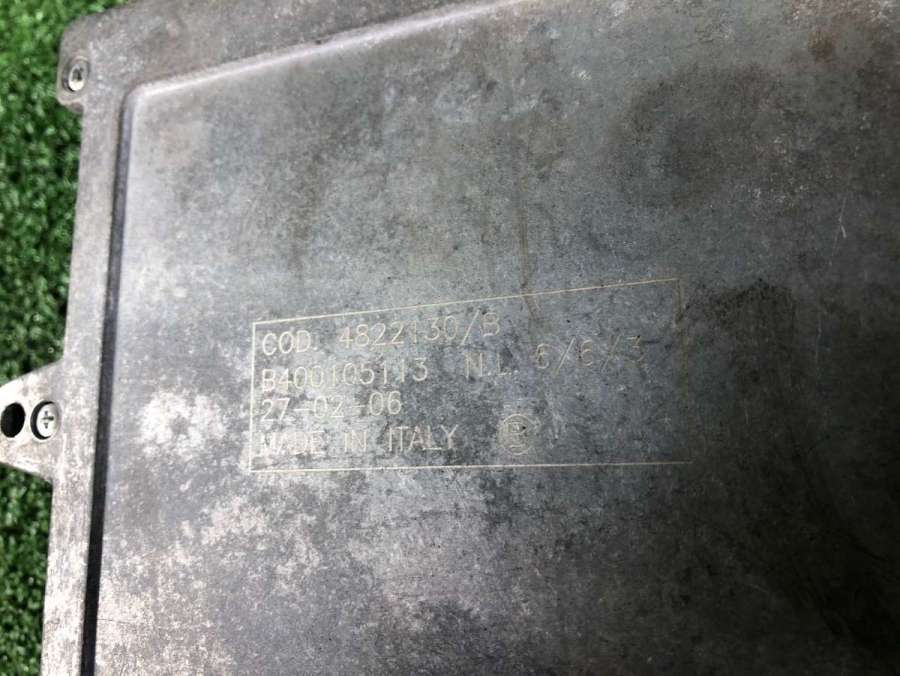 COD. 4822130/B
B400105113 N.L. 6/6/3
27-02-06
MADE IN ITALY B